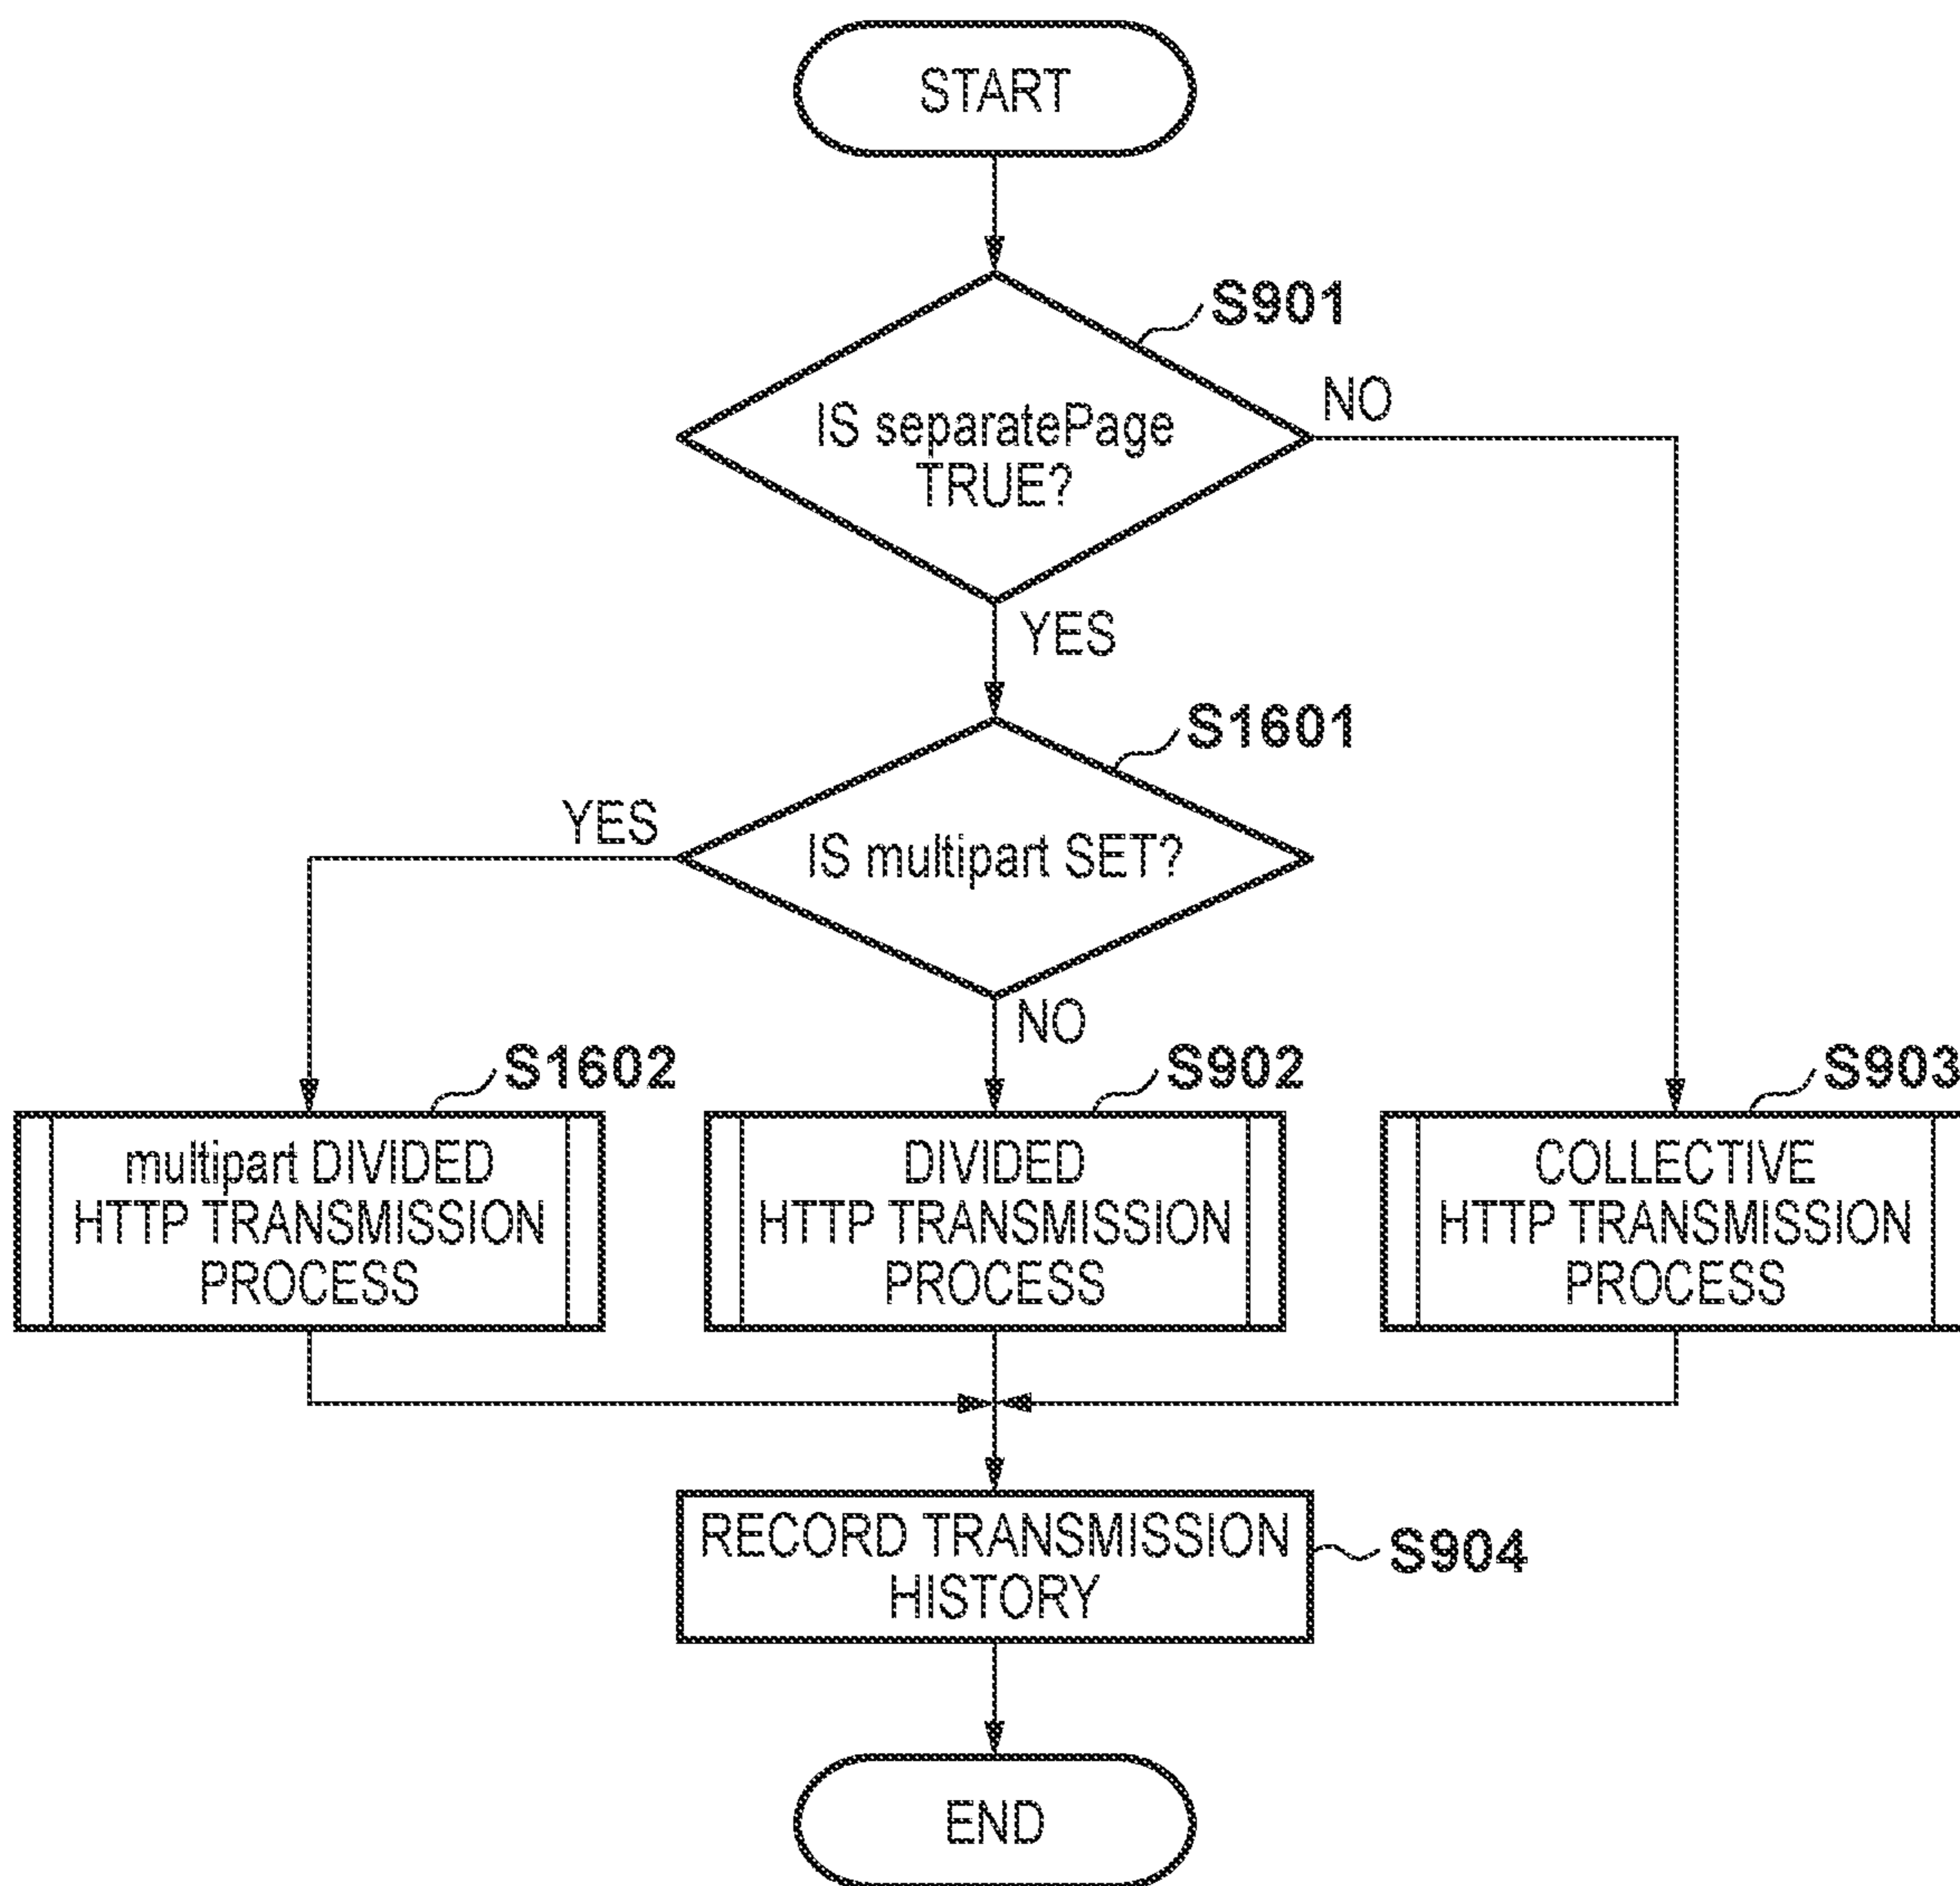 START
S901
IS separatePage
TRUE?
NO
YES
S1601
IS multipart SET?
YES
NO
S1602
S902
S903
multipart DIVIDED
HTTP TRANSMISSION
PROCESS
DIVIDED
HTTP TRANSMISSION
PROCESS
COLLECTIVE
HTTP TRANSMISSION
PROCESS
RECORD TRANSMISSION
HISTORY
S904
END